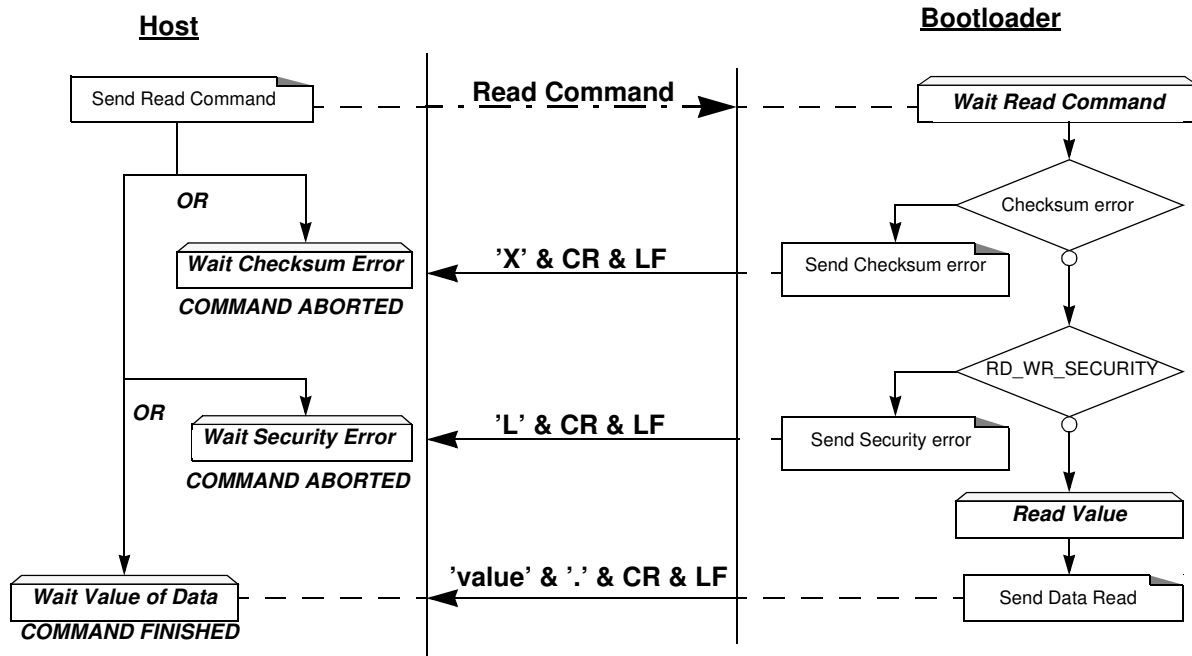 Host
Bootloader
Send Read Command
Read Command
Wait Read Command
OR
Checksum error
Wait Checksum Error
’X’ & CR & LF
Send Checksum error
COMMAND ABORTED
RD_WR_SECURITY
OR
Wait Security Error
’L’ & CR & LF
Send Security error
COMMAND ABORTED
Read Value
’value’ & ’.’ & CR & LF
Wait Value of Data
Send Data Read
COMMAND FINISHED